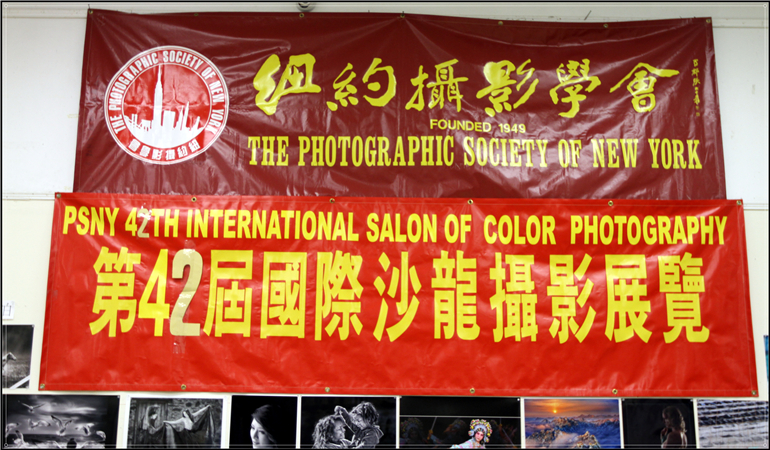 THE PHOTOGRAPHIC SOCIETY OF NEW YORK
紐約攝影學會
FOUNDED 1949
THE PHOTOGRAPHIC SOCIETY OF NEW YORK
PSNY 42TH INTERNATIONAL SALON OF COLOR PHOTOGRAPHY
第42屆國際沙龍攝影展覽